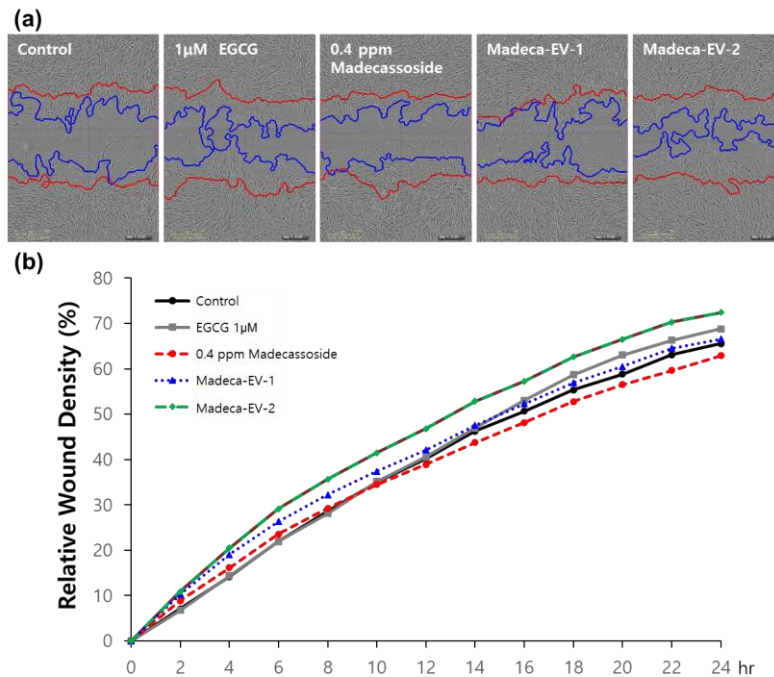 (a)
Control
1μM EGCG
0.4 ppm
Madecassoside
Madeca-EV-1
Madeca-EV-2
(b)
Relative Wound Density (%)
80
70
60
50
40
30
20
10
0
Control
EGCG 1μM
0.4 ppm Madecassoside
Madeca-EV-1
Madeca-EV-2
0 2 4 6 8 10 12 14 16 18 20 22 24 hr